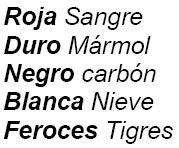 Roja Sangre
Duro Mármol
Negro carbón
Blanca Nieve
Feroces Tigres